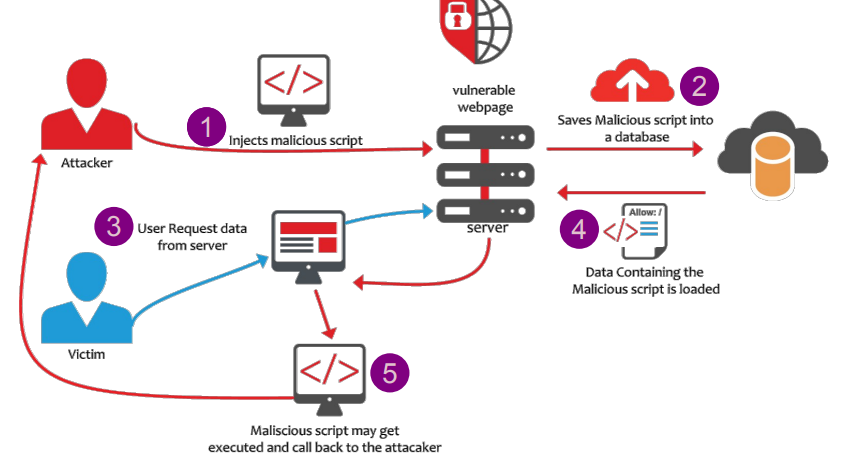 vulnerable
webpage
1
</>
Injects malicious script
Attacker
2
Saves Malicious script into
a database
3
User Request data
from server
server
4
Allow: /
</>
Data Containing the
Malicious script is loaded
Victim
</>
5
Maliscious script may get
executed and call back to the attacaker